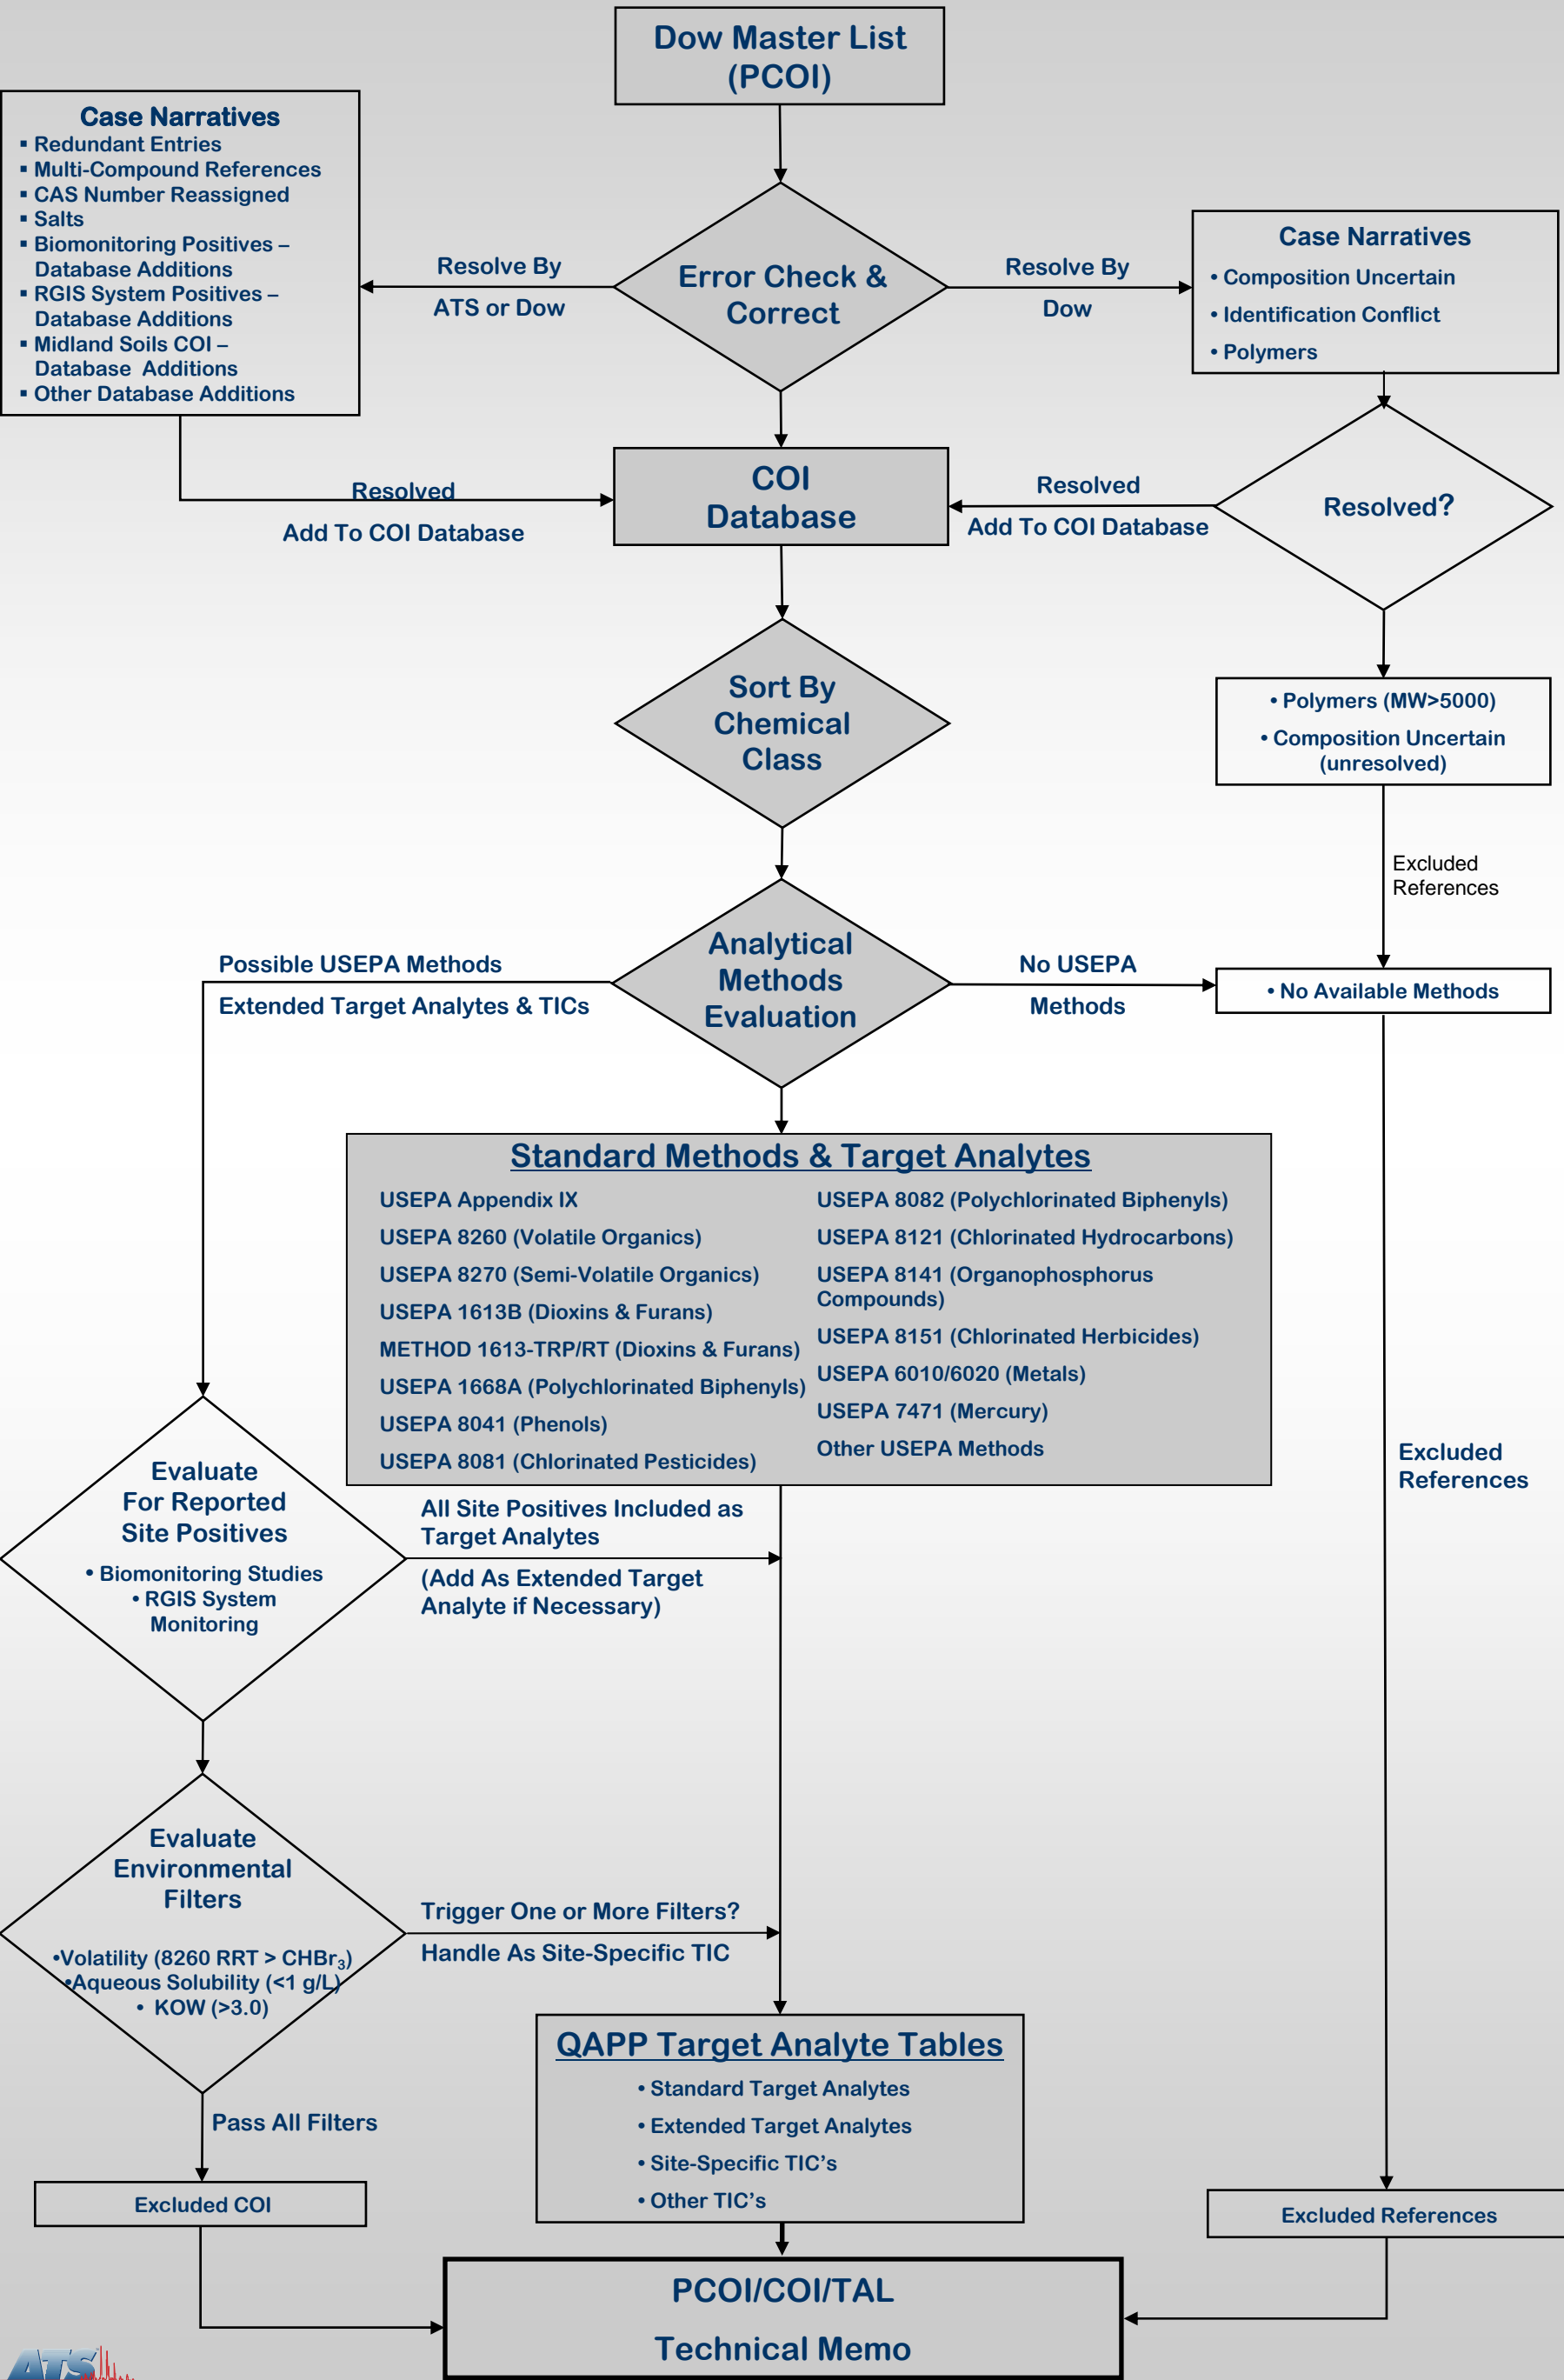 Dow Master List
(PCOI)
Case Narratives
▪ Redundant Entries
▪ Multi-Compound References
▪ CAS Number Reassigned
▪ Salts
▪ Biomonitoring Positives –
Database Additions
▪ RGIS System Positives –
Database Additions
▪ Midland Soils COI –
Database Additions
▪ Other Database Additions
Resolve By
ATS or Dow
Error Check &
Correct
Resolve By
Dow
Case Narratives
• Composition Uncertain
• Identification Conflict
• Polymers
Resolved
Add To COI Database
COI
Database
Resolved
Add To COI Database
Resolved?
Sort By
Chemical
Class
• Polymers (MW>5000)
• Composition Uncertain
(unresolved)
Excluded
References
Possible USEPA Methods
Extended Target Analytes & TICs
Analytical
Methods
Evaluation
No USEPA
Methods
• No Available Methods
Standard Methods & Target Analytes
USEPA Appendix IX
USEPA 8260 (Volatile Organics)
USEPA 8270 (Semi-Volatile Organics)
USEPA 1613B (Dioxins & Furans)
METHOD 1613-TRP/RT (Dioxins & Furans)
USEPA 1668A (Polychlorinated Biphenyls)
USEPA 8041 (Phenols)
USEPA 8081 (Chlorinated Pesticides)
USEPA 8082 (Polychlorinated Biphenyls)
USEPA 8121 (Chlorinated Hydrocarbons)
USEPA 8141 (Organophosphorus
Compounds)
USEPA 8151 (Chlorinated Herbicides)
USEPA 6010/6020 (Metals)
USEPA 7471 (Mercury)
Other USEPA Methods
Excluded
References
Evaluate
For Reported
Site Positives
• Biomonitoring Studies
• RGIS System
Monitoring
All Site Positives Included as
Target Analytes
(Add As Extended Target
Analyte if Necessary)
Evaluate
Environmental
Filters
•Volatility (8260 RRT > CHBr₃)
•Aqueous Solubility (<1 g/L)
• KOW (>3.0)
Trigger One or More Filters?
Handle As Site-Specific TIC
Pass All Filters
QAPP Target Analyte Tables
• Standard Target Analytes
• Extended Target Analytes
• Site-Specific TIC’s
• Other TIC’s
Excluded COI
Excluded References
PCOI/COI/TAL
Technical Memo
ATS